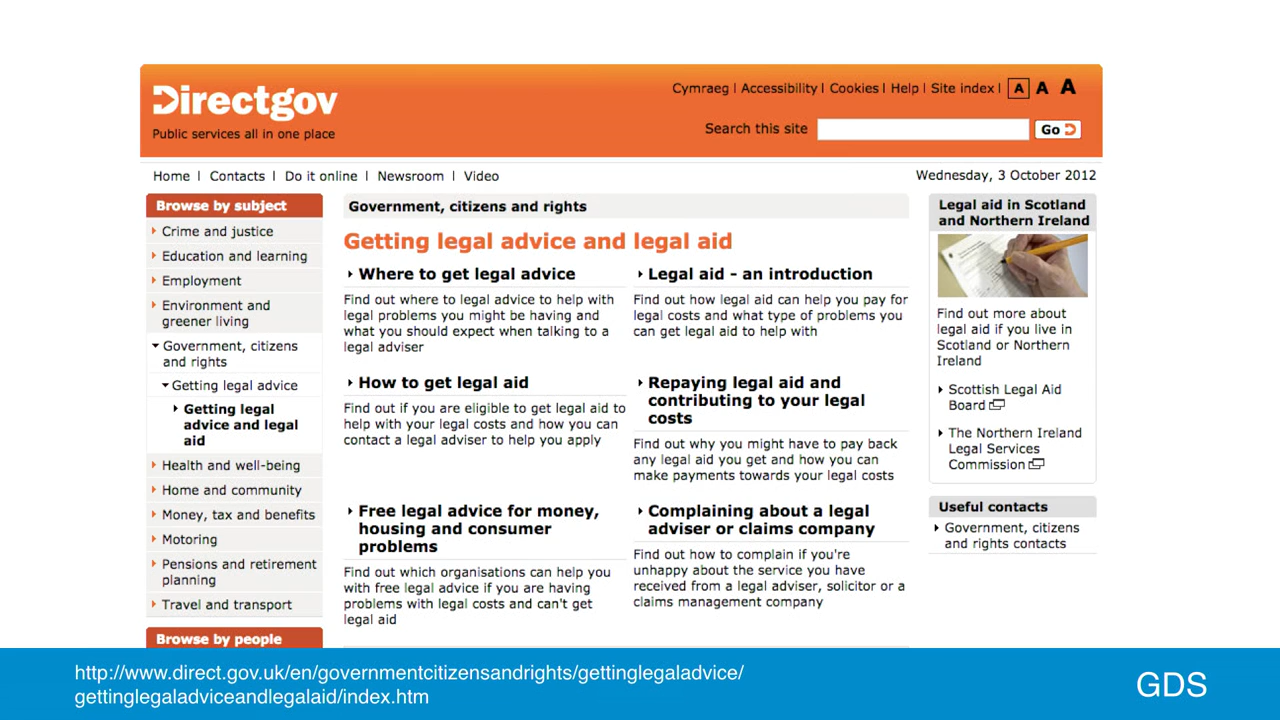 Directgov
Public services all in one place
Cymraeg | Accessibility | Cookies | Help | Site index | A A A
Search this site
Go
Home | Contacts | Do it online | Newsroom | Video
Wednesday, 3 October 2012
Browse by subject
Crime and justice
Education and learning
Employment
Environment and
greener living
Government, citizens
and rights
Getting legal advice
Getting legal
advice and legal
aid
Health and well-being
Home and community
Money, tax and benefits
Motoring
Pensions and retirement
planning
Travel and transport
Browse by people
Government, citizens and rights
Getting legal advice and legal aid
Where to get legal advice
Find out where to legal advice to help with
legal problems you might be having and
what you should expect when talking to a
legal adviser
Legal aid - an introduction
Find out how legal aid can help you pay for
legal costs and what type of problems you
can get legal aid to help with
How to get legal aid
Find out if you are eligible to get legal aid to
help with your legal costs and how you can
contact a legal adviser to help you apply
Repaying legal aid and
contributing to your legal
costs
Find out why you might have to pay back
any legal aid you get and how you can
make payments towards your legal costs
Free legal advice for money,
housing and consumer
problems
Find out which organisations can help you
with free legal advice if you are having
problems with legal costs and can't get
legal aid
Complaining about a legal
adviser or claims company
Find out how to complain if you're
unhappy about the service you have
received from a legal adviser, solicitor or a
claims management company
Legal aid in Scotland
and Northern Ireland
Find out more about
legal aid if you live in
Scotland or Northern
Ireland
Scottish Legal Aid
Board
The Northern Ireland
Legal Services
Commission
Useful contacts
Government, citizens
and rights contacts
http://www.direct.gov.uk/en/governmentcitizensandrights/gettinglegaladvice/
gettinglegaladviceandlegalaid/index.htm
GDS